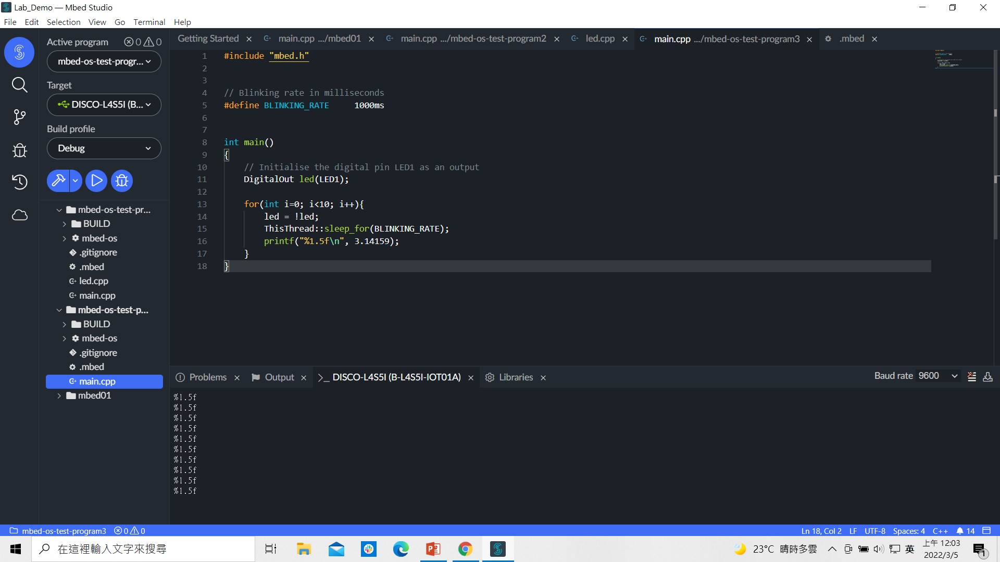 Lab_Demo — Mbed Studio
File Edit Selection View Go Terminal Help
Active program 0 0
mbed-os-test-progr...
Target
DISCO-L4S5I (B...
Build profile
Debug
mbed-os-test-pr...
BUILD
mbed-os
.gitignore
.mbed
led.cpp
main.cpp
mbed-os-test-p...
BUILD
mbed-os
.gitignore
.mbed
main.cpp
mbed01
Getting Started main.cpp .../mbed01 main.cpp .../mbed-os-test-program2 led.cpp main.cpp .../mbed-os-test-program3 .mbed
1 #include "mbed.h"
2
3
4 // Blinking rate in milliseconds
5 #define BLINKING_RATE     1000ms
6
7
8 int main()
9 {
10     // Initialise the digital pin LED1 as an output
11     DigitalOut led(LED1);
12
13     for(int i=0; i<10; i++){
14         led = !led;
15         ThisThread::sleep_for(BLINKING_RATE);
16         printf("%1.5f\n", 3.14159);
17     }
18 }
Problems Output >_ DISCO-L4S5I (B-L4S5I-IOT01A) Libraries Baud rate 9600
%1.5f
%1.5f
%1.5f
%1.5f
%1.5f
%1.5f
%1.5f
%1.5f
%1.5f
%1.5f
mbed-os-test-program3 0 0 Ln 18, Col 2 LF UTF-8 Spaces: 4 C++ 14
在這裡輸入文字來搜尋 23°C 晴時多雲 英 上午 12:03
2022/3/5 1